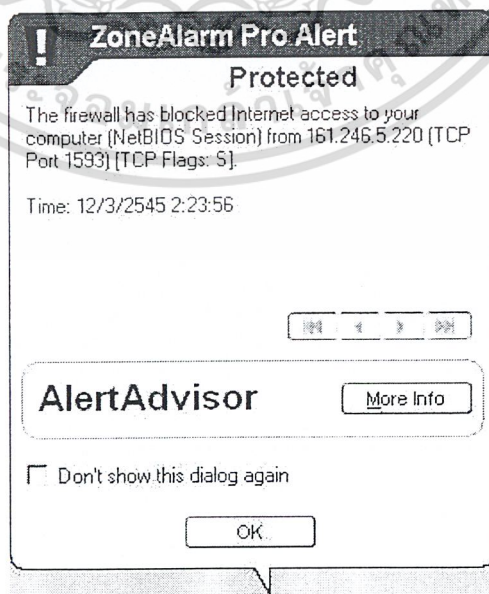 ! ZoneAlarm Pro Alert
Protected
The firewall has blocked Internet access to your
computer (NetBIOS Session) from 161.246.5.220 (TCP
Port 1593) [TCP Flags: S].
Time: 12/3/2545 2:23:56
AlertAdvisor
More Info
Don't show this dialog again
OK